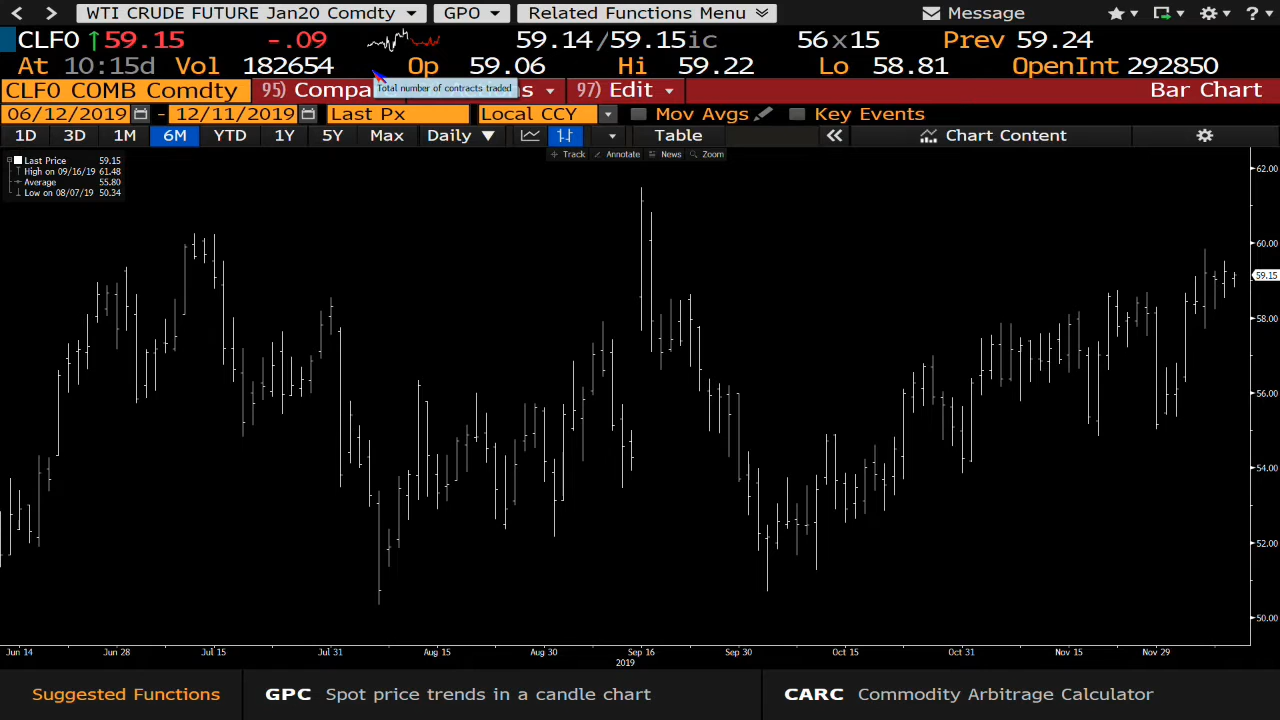 WTI CRUDE FUTURE Jan20 Comdty GPO Related Functions Menu Message ?
CLF0 ↑59.15 -.09 59.14/59.15ic 56x15 Prev 59.24
At 10:15d Vol 182654 Op 59.06 Hi 59.22 Lo 58.81 OpenInt 292850
Total number of contracts traded
CLF0 COMB Comdty 95) Compa s 97) Edit Bar Chart
06/12/2019 - 12/11/2019 Last Px Local CCY Mov Avgs Key Events
1D 3D 1M 6M YTD 1Y 5Y Max Daily ▼ Table « Chart Content
Track Annotate News Zoom
Last Price 59.15
High on 09/16/19 61.48
Average 55.80
Low on 08/07/19 50.34
62.00
60.00
59.15
58.00
56.00
54.00
52.00
50.00
Jun 14 Jun 28 Jul 15 Jul 31 Aug 15 Aug 30 Sep 16 Sep 30 Oct 15 Oct 31 Nov 15 Nov 29
2019
Suggested Functions GPC Spot price trends in a candle chart CARC Commodity Arbitrage Calculator